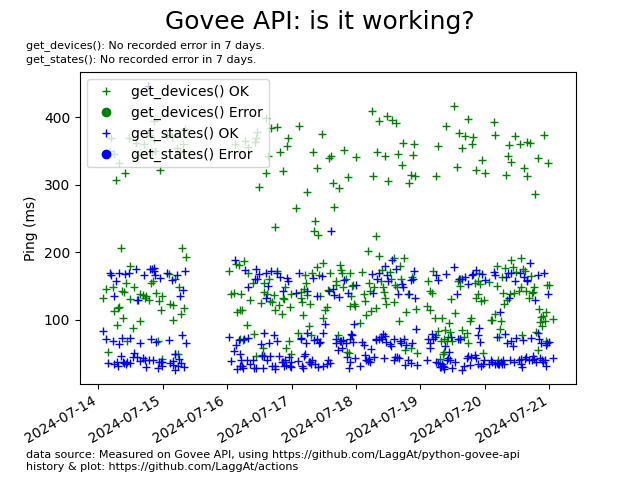 Govee API: is it working?
get_devices(): No recorded error in 7 days.
get_states(): No recorded error in 7 days.
get_devices() OK
get_devices() Error
get_states() OK
get_states() Error
Ping (ms)
400
300
200
100
2024-07-14
2024-07-15
2024-07-16
2024-07-17
2024-07-18
2024-07-19
2024-07-20
2024-07-21
data source: Measured on Govee API, using https://github.com/LaggAt/python-govee-api
history & plot: https://github.com/LaggAt/actions